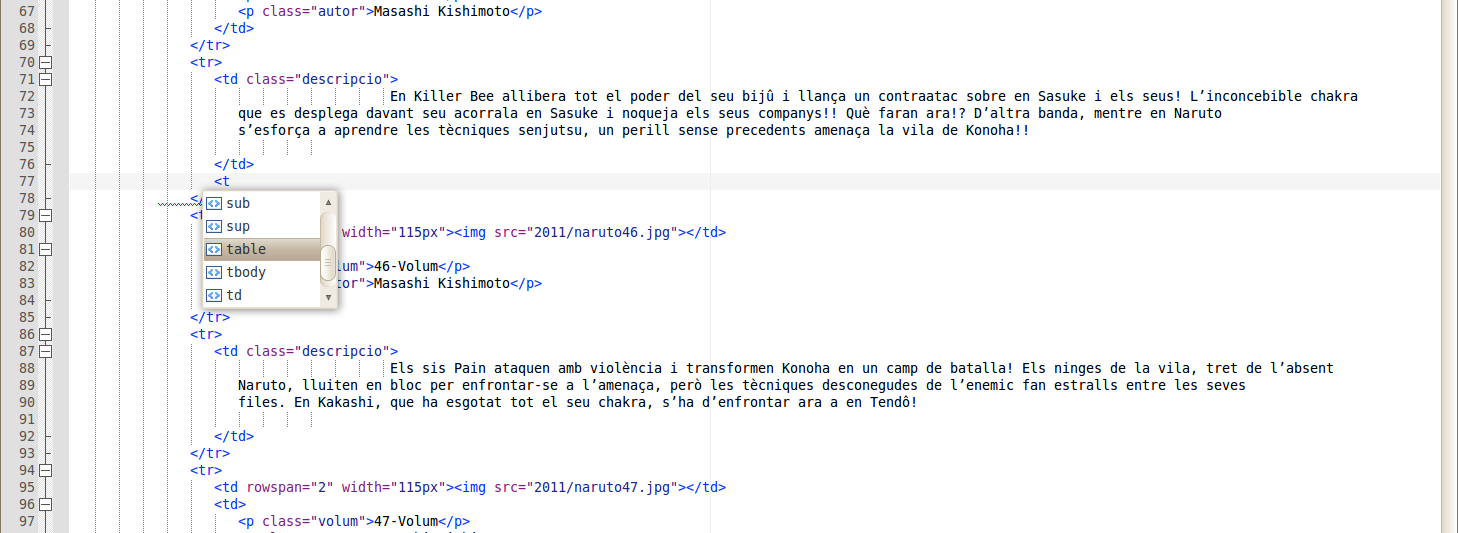 67 <p class="autor">Masashi Kishimoto</p>
68 </td>
69 </tr>
70 <tr>
71 <td class="descripcio">
72 En Killer Bee allibera tot el poder del seu bijû i llança un contraatac sobre en Sasuke i els seus! L’inconcebible chakra
73 que es desplega davant seu acorrala en Sasuke i noqueja els seus companys!! Què faran ara!? D’altra banda, mentre en Naruto
74 s’esforça a aprendre les tècniques senjutsu, un perill sense precedents amenaça la vila de Konoha!!
75
76 </td>
77 <t
78 </
sub
79 <t
sup
80 width="115px"><img src="2011/naruto46.jpg"></td>
81
table
82 lum">46-Volum</p>
tbody
83 tor">Masashi Kishimoto</p>
84
td
85 </tr>
86 <tr>
87 <td class="descripcio">
88 Els sis Pain ataquen amb violència i transformen Konoha en un camp de batalla! Els ninges de la vila, tret de l’absent
89 Naruto, lluiten en bloc per enfrontar-se a l’amenaça, però les tècniques desconegudes de l’enemic fan estralls entre les seves
90 files. En Kakashi, que ha esgotat tot el seu chakra, s’ha d’enfrontar ara a en Tendô!
91
92 </td>
93 </tr>
94 <tr>
95 <td rowspan="2" width="115px"><img src="2011/naruto47.jpg"></td>
96 <td>
97 <p class="volum">47-Volum</p>